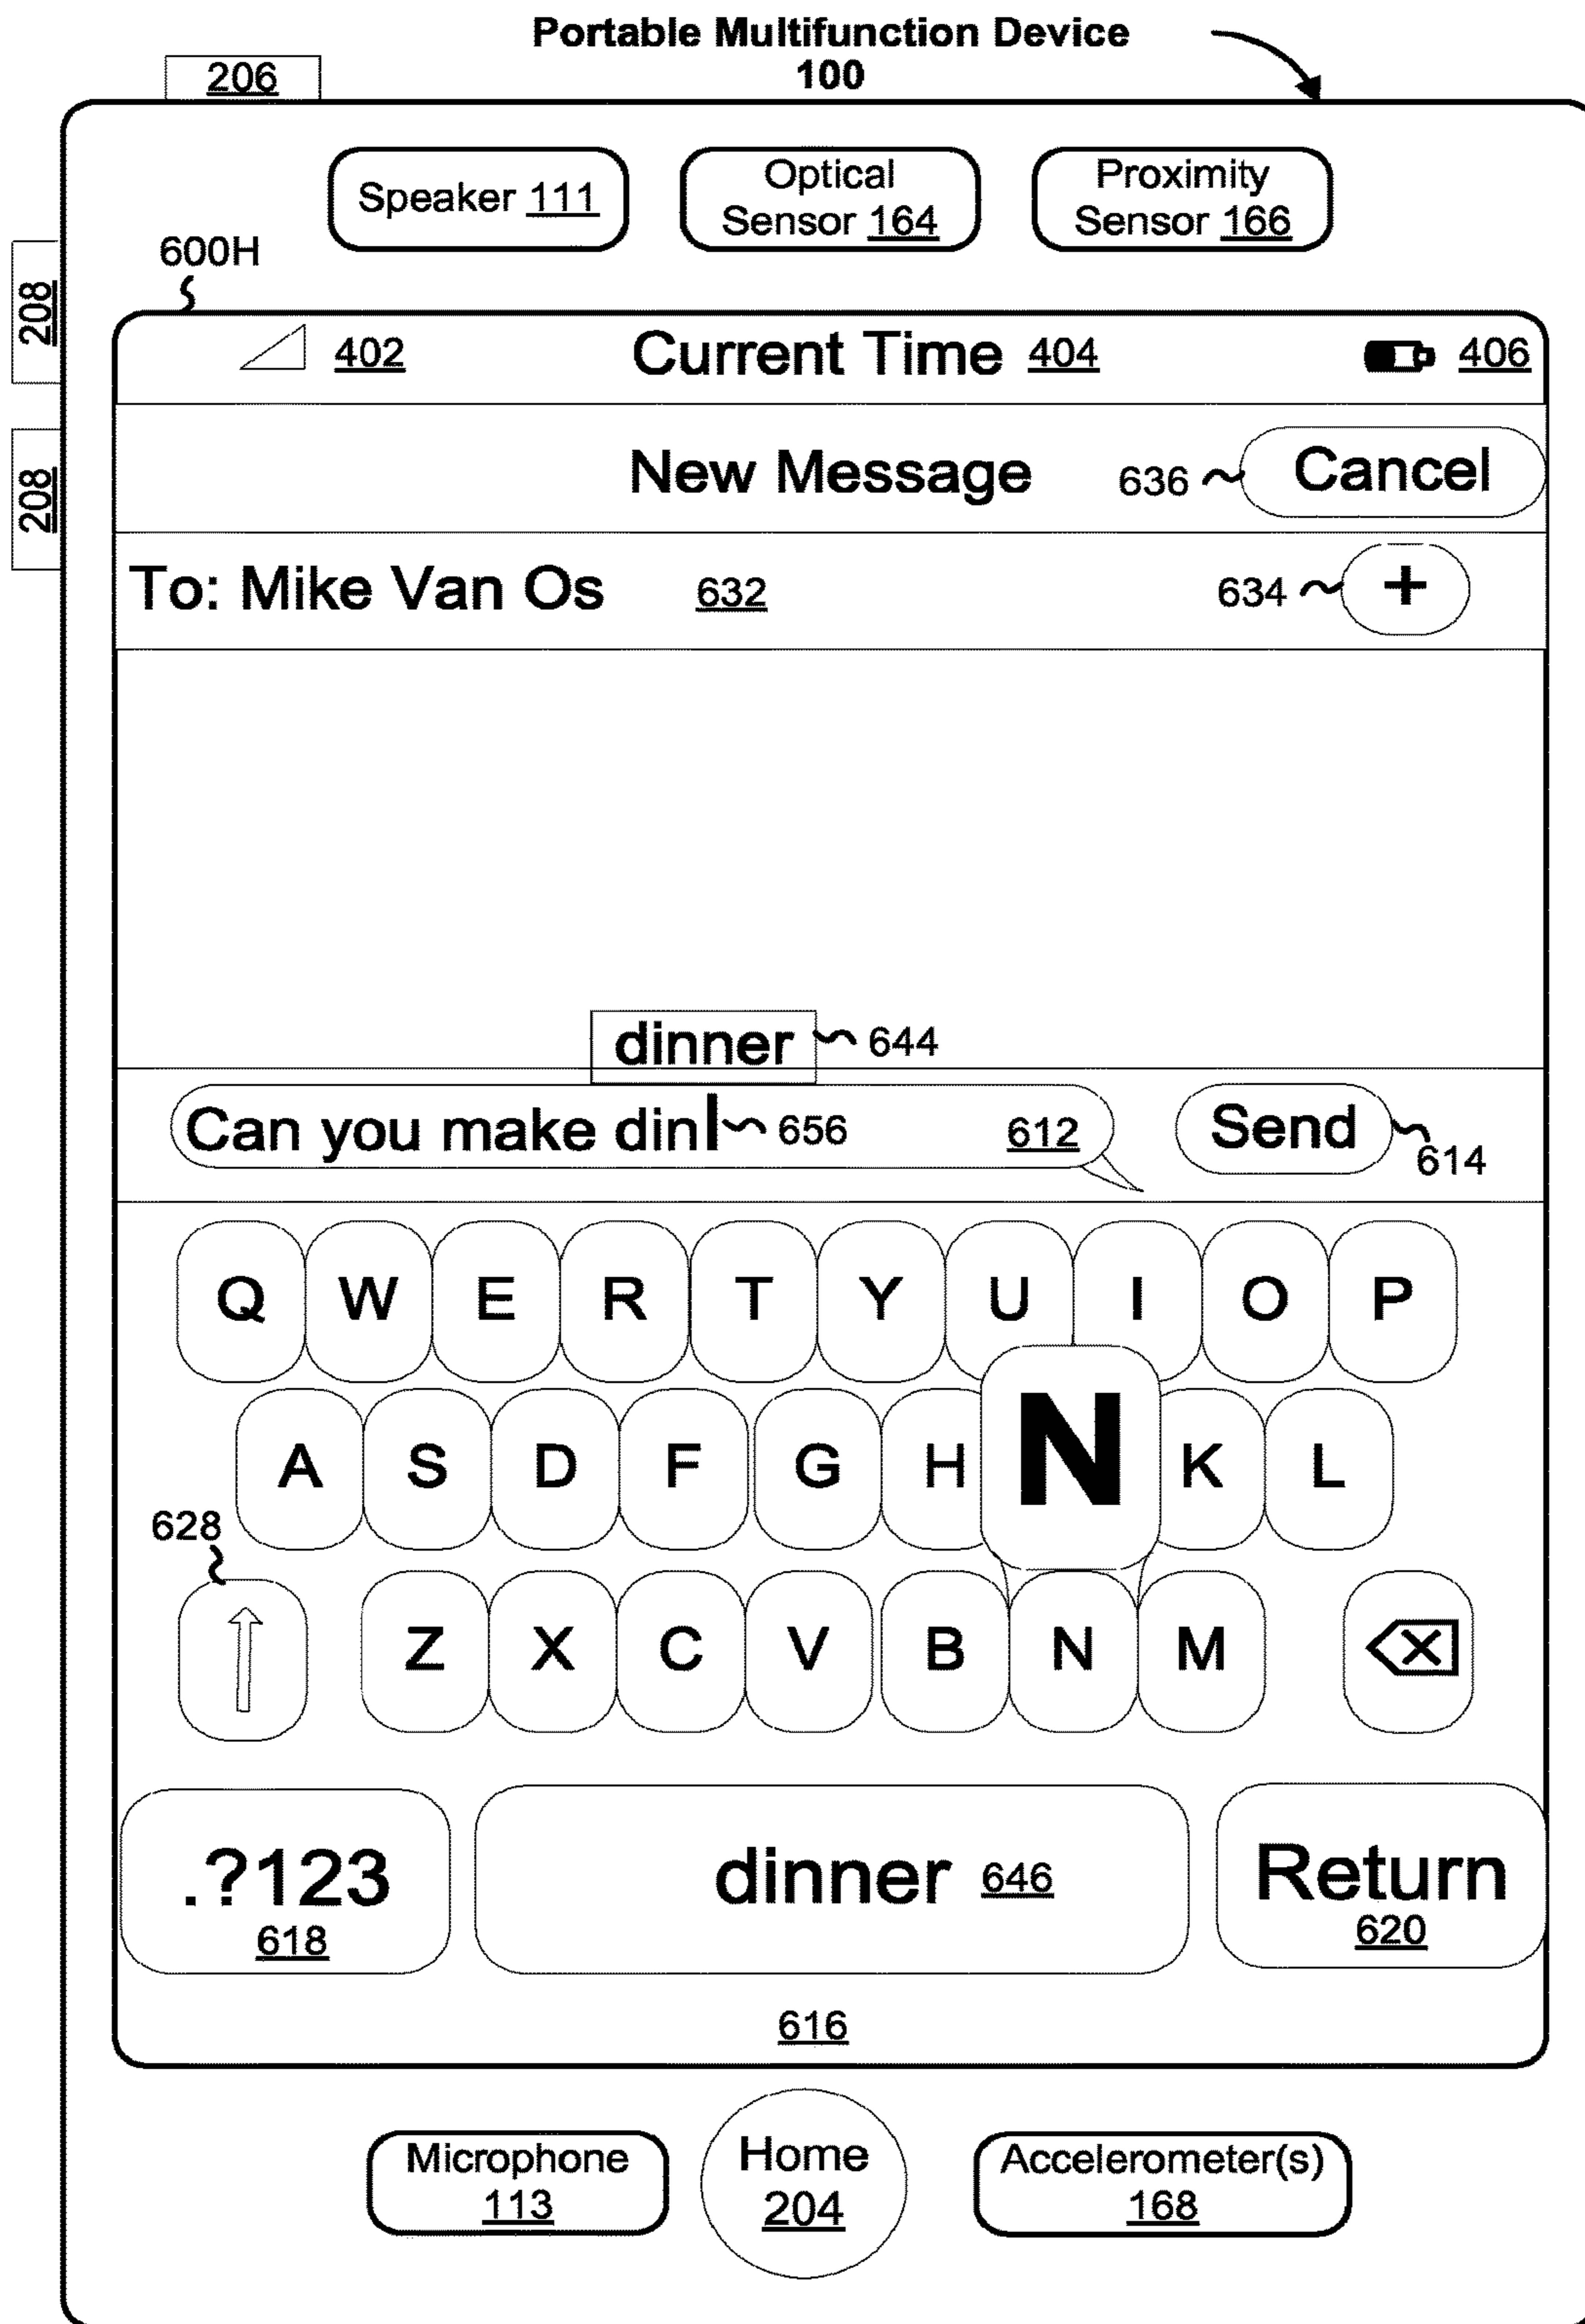 Portable Multifunction Device
100
206
Speaker 111
Optical
Sensor 164
Proximity
Sensor 166
600H
208
402 Current Time 404 406
New Message 636 Cancel
208
To: Mike Van Os 632 634 +
dinner 644
Can you make din 656 612 Send
614
Q W E R T Y U I O P
A S D F G H N K L
628
Z X C V B N M
.?123
618
dinner 646
Return
620
616
Microphone
113
Home
204
Accelerometer(s)
168